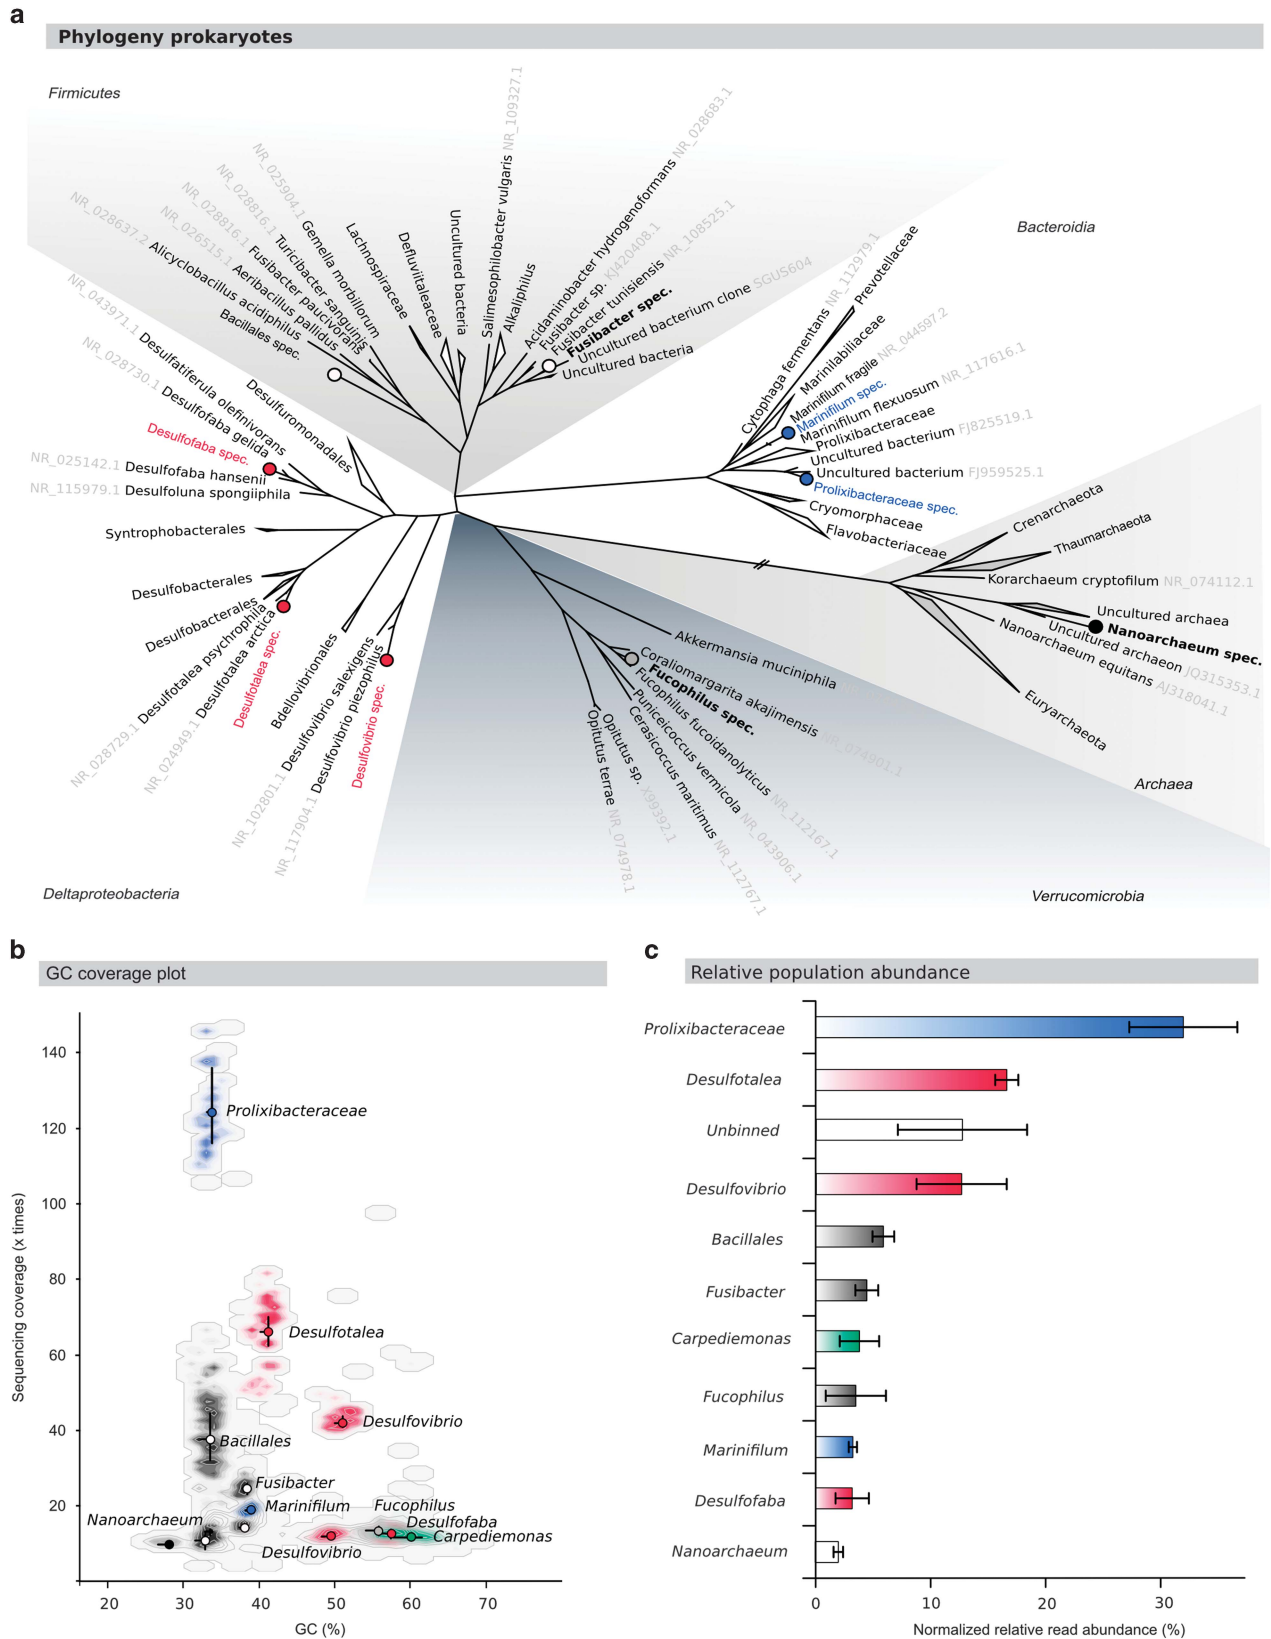 a
Phylogeny prokaryotes
Firmicutes
NR_028637.2 Alicyclobacillus acidiphilus
Bacillales spec.
NR_026515.1 Aeribacillus pallidus
NR_028816.1 Fusibacter paucivorans
NR_028816.1 Turicibacter sanguinis
NR_025904.1 Gemella morbillorum
Lachnospiraceae
Defluviitaleaceae
Uncultured bacteria
Salimesophilobacter vulgaris NR_109327.1
Alkaliphilus
Acidaminobacter hydrogenoformans NR_028683.1
Fusibacter sp. KJ420408.1
Fusibacter tunisiensis NR_108525.1
Fusibacter spec.
Uncultured bacterium clone SGUS604
Uncultured bacteria
Bacteroidia
Cytophaga fermentans NR_112979.1
Prevotellaceae
Marinilabiliaceae
Marinifilum fragile NR_044597.2
Marinifilum spec.
Marinifilum flexuosum NR_117616.1
Prolixibacteraceae
Uncultured bacterium FJ825519.1
Uncultured bacterium FJ959525.1
Prolixibacteraceae spec.
Cryomorphaceae
Flavobacteriaceae
Crenarchaeota
Thaumarchaeota
Korarchaeum cryptofilum NR_074112.1
Uncultured archaea
Nanoarchaeum spec.
Uncultured archaeon JQ315353.1
Nanoarchaeum equitans AJ318041.1
Euryarchaeota
Archaea
Akkermansia muciniphila
Coraliomargarita akajimensis NR_074901.1
Fucophilus spec.
Fucophilus fucoidanolyticus NR_112167.1
Puniceicoccus vermicola NR_043906.1
Cerasicoccus maritimus NR_112767.1
Opitutus sp. X99392.1
Opitutus terrae NR_074978.1
Verrucomicrobia
NR_043971.1 Desulfatiferula olefinivorans
Desulfuromonadales
NR_028730.1 Desulfofaba gelida
Desulfofaba spec.
NR_025142.1 Desulfofaba hansenii
NR_115979.1 Desulfoluna spongiiphila
Syntrophobacterales
Desulfobacterales
Desulfobacterales
NR_028729.1 Desulfotalea psychrophila
NR_024949.1 Desulfotalea arctica
Desulfotalea spec.
Bdellovibrionales
NR_102801.1 Desulfovibrio salexigens
NR_117904.1 Desulfovibrio piezophilus
Desulfovibrio spec.
Deltaproteobacteria
b
GC coverage plot
Sequencing coverage (x times)
140
120
100
80
60
40
20
Prolixibacteraceae
Desulfotalea
Desulfovibrio
Bacillales
Fusibacter
Marinifilum
Nanoarchaeum
Fucophilus
Desulfofaba
Carpediemonas
Desulfovibrio
20 30 40 50 60 70
GC (%)
c
Relative population abundance
Prolixibacteraceae
Desulfotalea
Unbinned
Desulfovibrio
Bacillales
Fusibacter
Carpediemonas
Fucophilus
Marinifilum
Desulfofaba
Nanoarchaeum
0 10 20 30
Normalized relative read abundance (%)